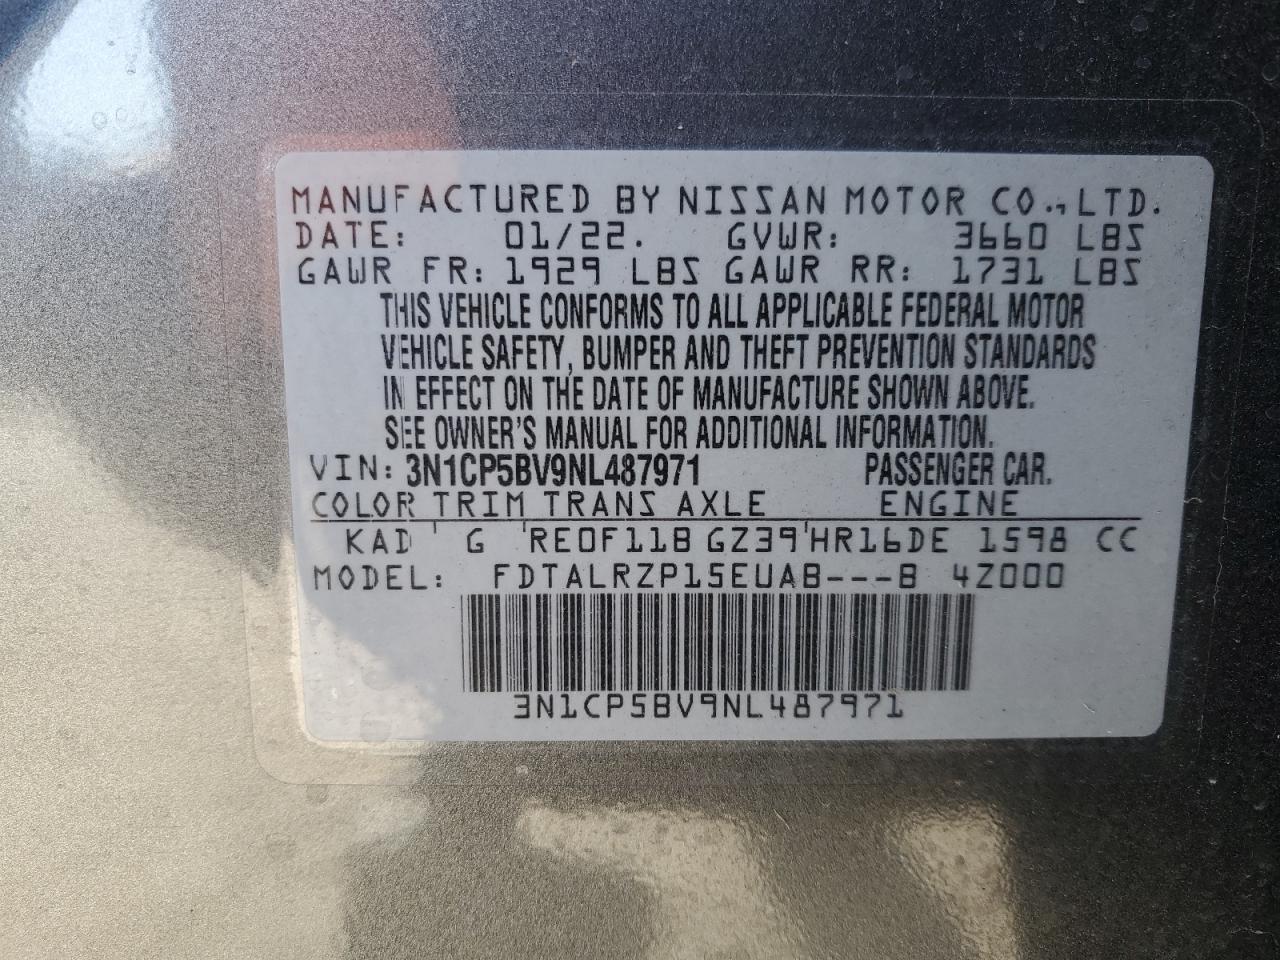 MANUFACTURED BY NISSAN MOTOR CO., LTD.
DATE: 01/22. GVWR: 3660 LBS
GAWR FR: 1929 LBS GAWR RR: 1731 LBS
THIS VEHICLE CONFORMS TO ALL APPLICABLE FEDERAL MOTOR
VEHICLE SAFETY, BUMPER AND THEFT PREVENTION STANDARDS
IN EFFECT ON THE DATE OF MANUFACTURE SHOWN ABOVE.
SEE OWNER'S MANUAL FOR ADDITIONAL INFORMATION.
VIN: 3N1CP5BV9NL487971 PASSENGER CAR.
COLOR TRIM TRANS AXLE ENGINE
KAD G RE0F11B GZ39 HR16DE 1598 CC
MODEL: FDTALRZP15EUAB---B 4Z000
3N1CP5BV9NL487971